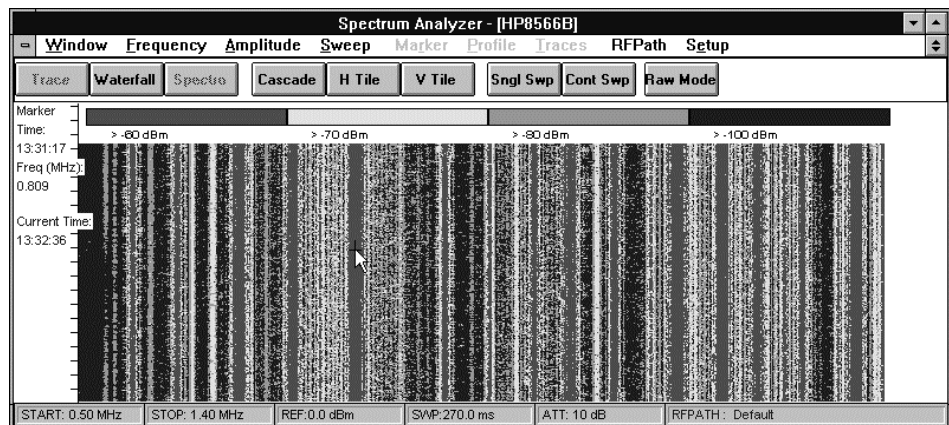 Spectrum Analyzer - [HP8566B]
Window Frequency Amplitude Sweep Marker Profile Traces RFPath Setup
Trace Waterfall Spectro Cascade H Tile V Tile Sngl Swp Cont Swp Raw Mode
Marker
Time:
13:31:17
Freq (MHz):
0.809
Current Time:
13:32:36
> -60 dBm > -70 dBm > -80 dBm > -100 dBm
START: 0.50 MHz STOP: 1.40 MHz REF:0.0 dBm SWP:270.0 ms ATT: 10 dB RFPATH : Default